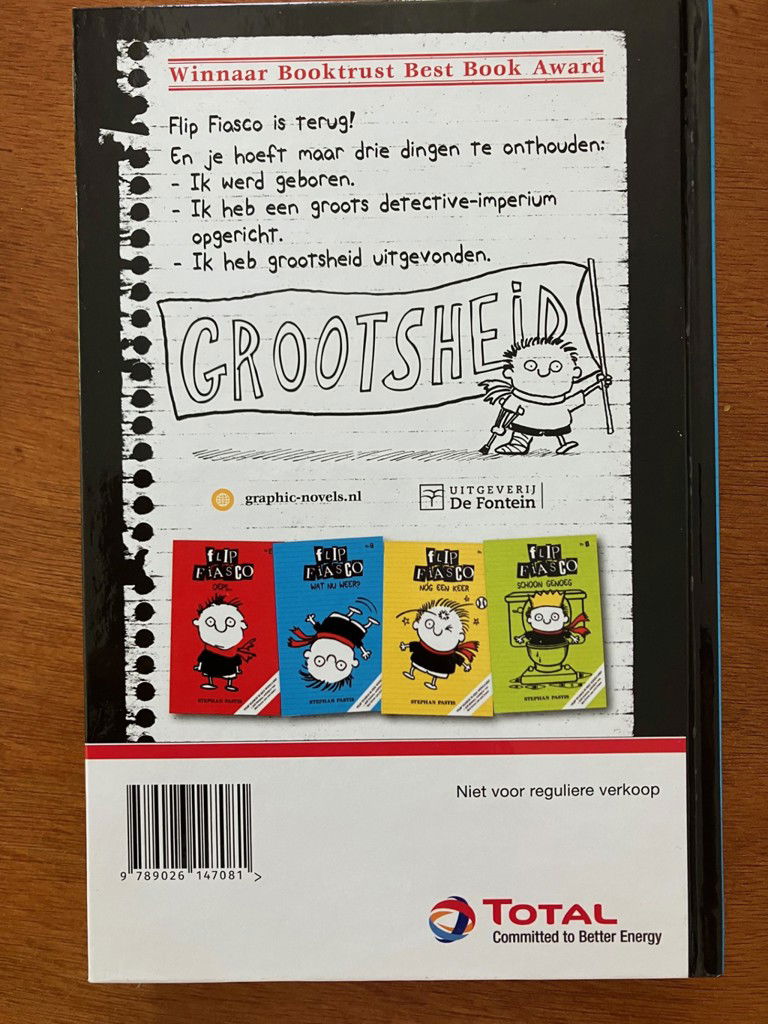 Winnaar Booktrust Best Book Award
Flip Fiasco is terug!
En je hoeft maar drie dingen te onthouden:
- Ik werd geboren.
- Ik heb een groots detective-imperium
opgericht.
- Ik heb grootsheid uitgevonden.
GROOTSHEID
graphic-novels.nl
UITGEVERIJ
De Fontein
FLIP
FIASCO
STEPHAN PASTIS
FLIP
FIASCO
WAT NU WEER?
STEPHAN PASTIS
FLIP
FIASCO
NÓG EEN KEER
STEPHAN PASTIS
FLIP
FIASCO
SCHOON GENOEG
STEPHAN PASTIS
Niet voor reguliere verkoop
9 789026 147081 >
TOTAL
Committed to Better Energy